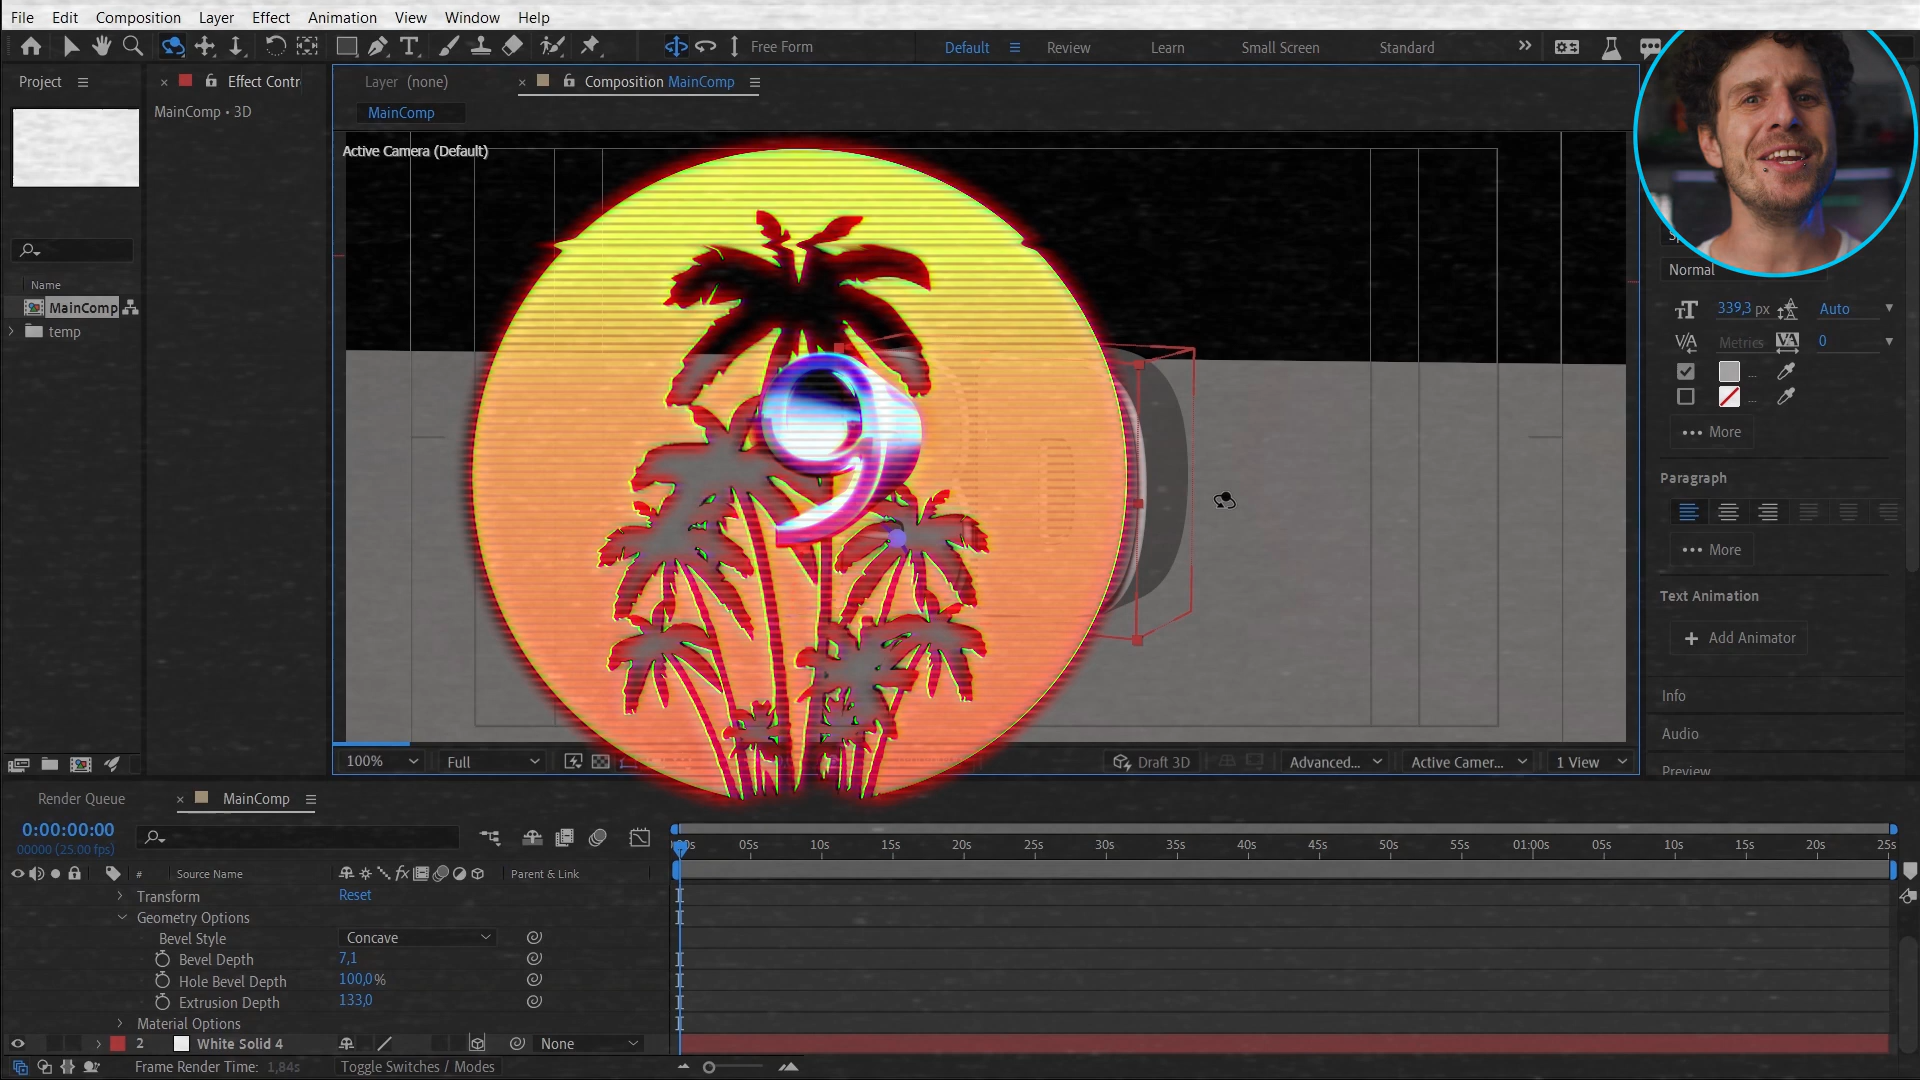 File Edit Composition Layer Effect Animation View Window Help
Free Form Default Review Learn Small Screen Standard
Project Effect Contr Layer (none) Composition MainComp
MainComp • 3D
MainComp
Active Camera (Default)
9
Normal
339,3 px Auto
Metrics 0
More
Paragraph
More
Text Animation
Add Animator
Info
Audio
Preview
Name
MainComp
temp
100% Full Draft 3D Advanced... Active Camer... 1 View
Render Queue MainComp
0:00:00:00
00000 (25.00 fps)
05s 10s 15s 20s 25s 30s 35s 40s 45s 50s 55s 01:00s 05s 10s 15s 20s 25s
# Source Name fx Parent & Link
Transform Reset
Geometry Options
Bevel Style Concave
Bevel Depth 7,1
Hole Bevel Depth 100,0%
Extrusion Depth 133,0
Material Options
2 White Solid 4 None
Frame Render Time: 1,84s Toggle Switches / Modes